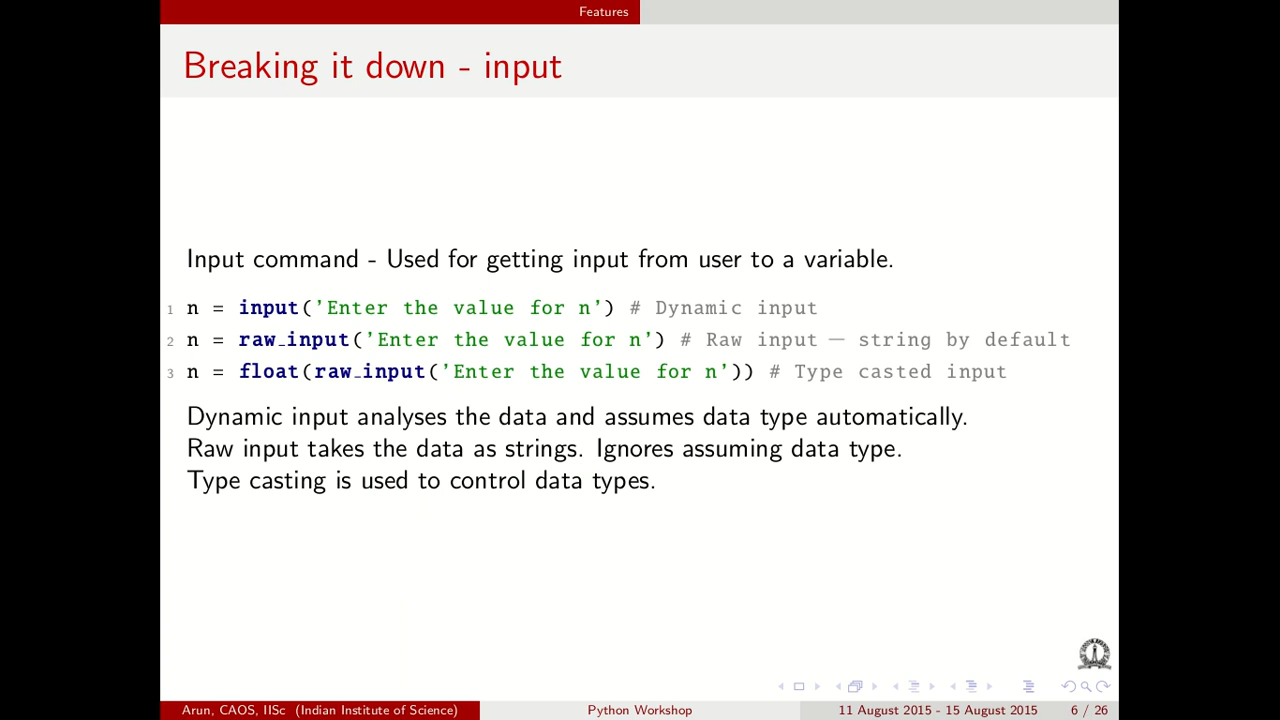 Features
Breaking it down - input
Input command - Used for getting input from user to a variable.
1 n = input('Enter the value for n') # Dynamic input
2 n = raw_input('Enter the value for n') # Raw input — string by default
3 n = float(raw_input('Enter the value for n')) # Type casted input
Dynamic input analyses the data and assumes data type automatically.
Raw input takes the data as strings. Ignores assuming data type.
Type casting is used to control data types.
Arun, CAOS, IISc (Indian Institute of Science) Python Workshop 11 August 2015 - 15 August 2015 6 / 26